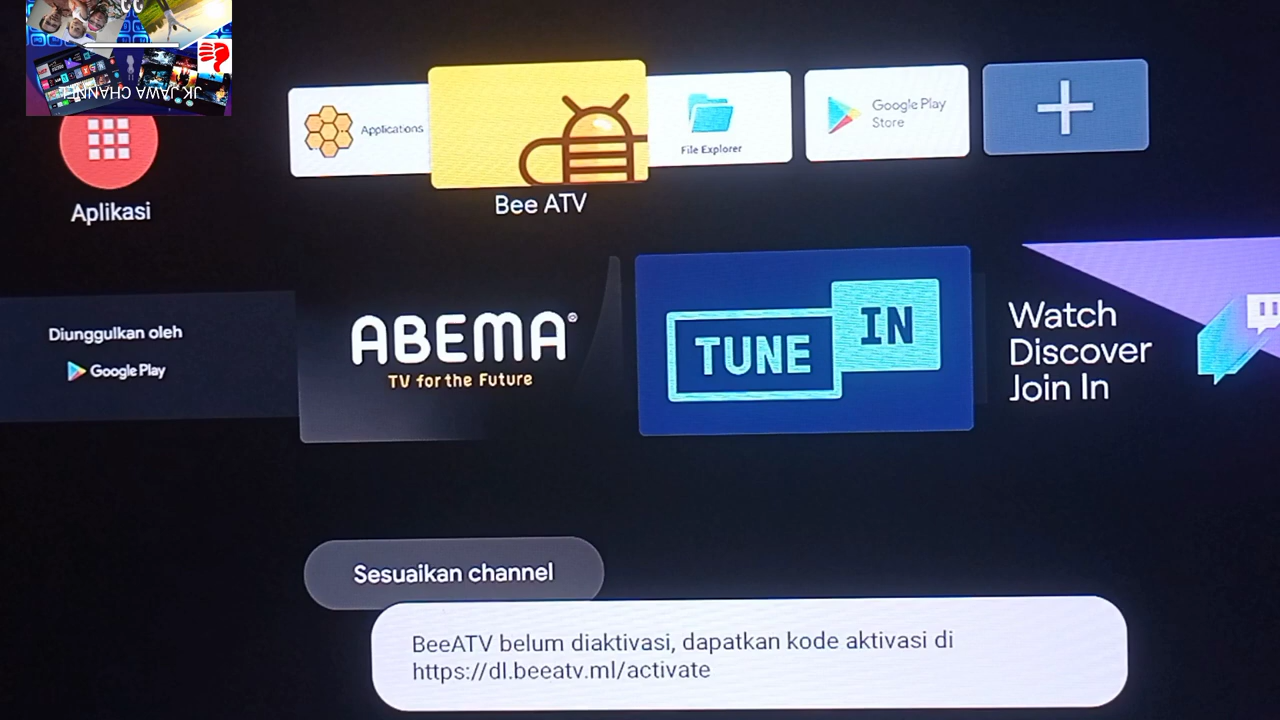 JK JAWA CHANNEL
Applications
File Explorer
Google Play
Store
Aplikasi
Bee ATV
Diunggulkan oleh
Google Play
ABEMA®
TV for the Future
TUNE
IN
Watch
Discover
Join In
Sesuaikan channel
BeeATV belum diaktivasi, dapatkan kode aktivasi di
https://dl.beeatv.ml/activate